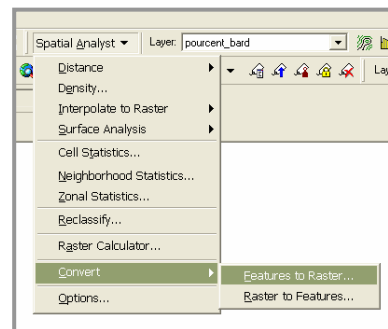 Spatial Analyst Layer: pourcent_bard
Lay
Distance
Density...
Interpolate to Raster
Surface Analysis
Cell Statistics...
Neighborhood Statistics...
Zonal Statistics...
Reclassify...
Raster Calculator...
Convert Features to Raster...
Options... Raster to Features...